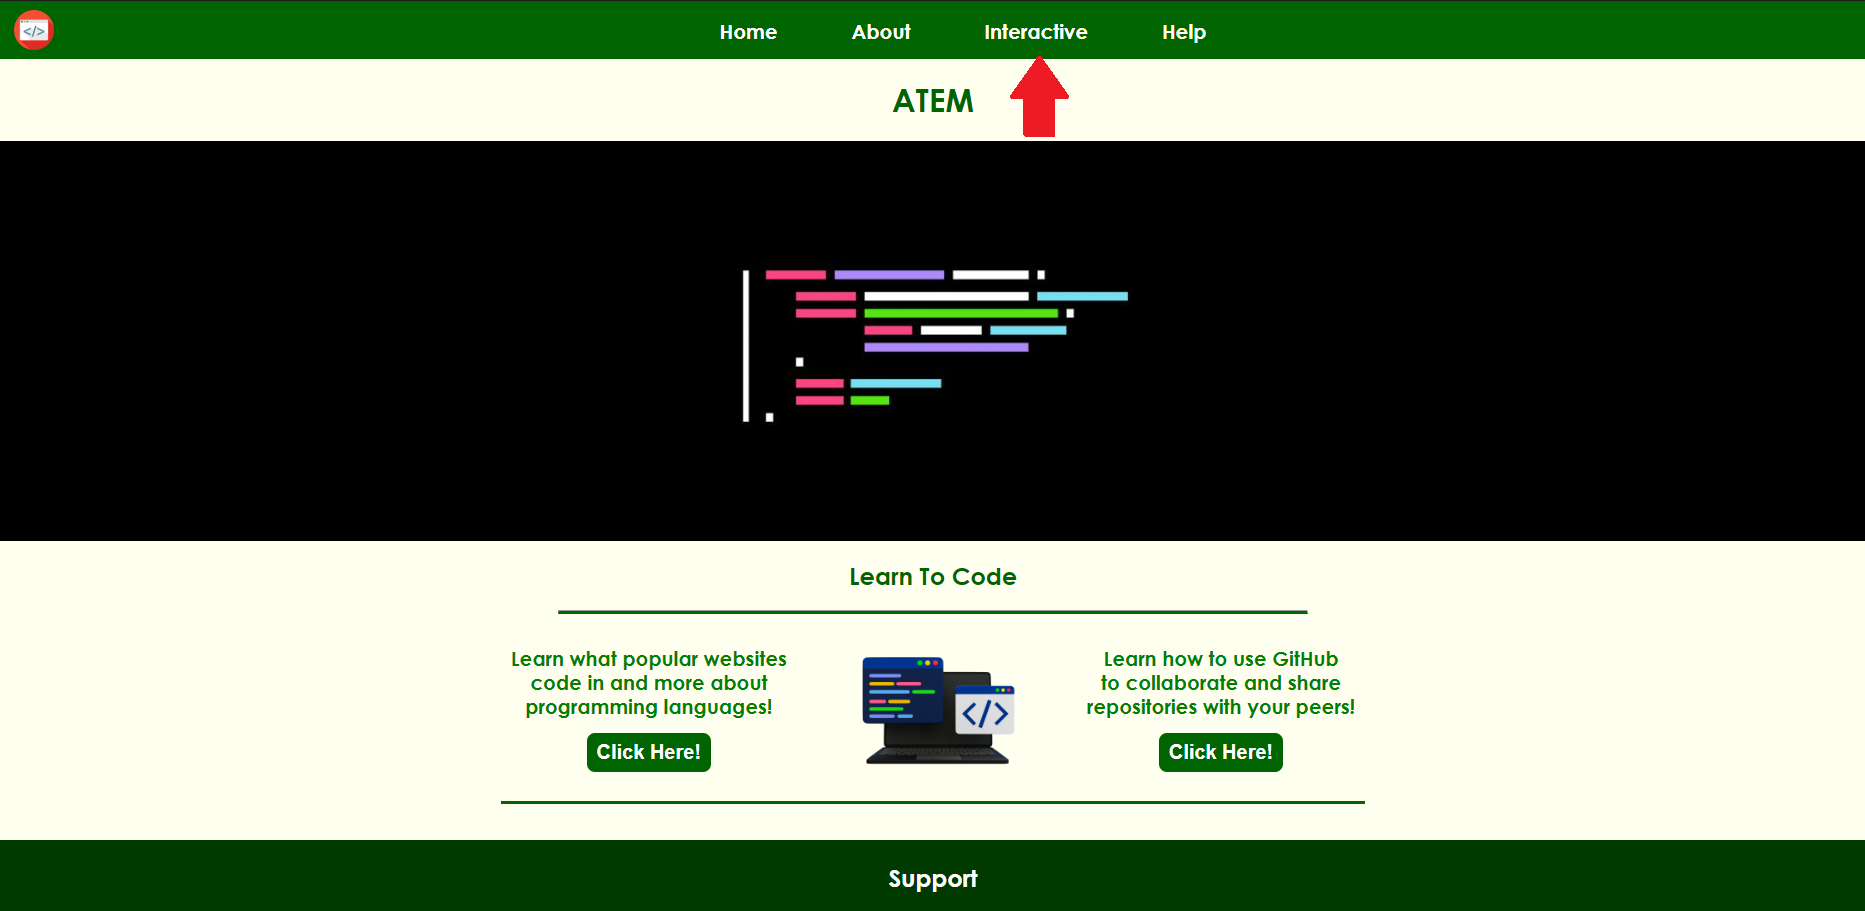 </>
Home About Interactive Help
ATEM
Learn To Code
Learn what popular websites
code in and more about
programming languages!
Click Here!
</>
Learn how to use GitHub
to collaborate and share
repositories with your peers!
Click Here!
Support